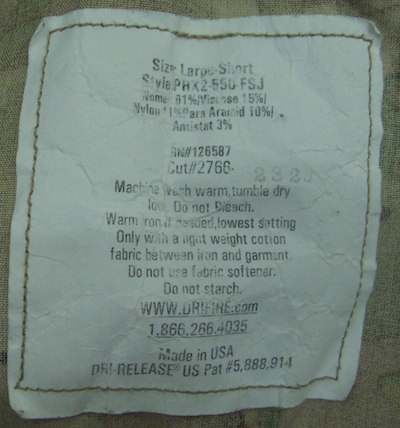 Size: Large-Short
Style:PHX2-550 FSJ
Nomex 61%/Viscose 15%/
Nylon 11%Para Aramid 10%/
Antistat 3%
RN#126587
Cut#2766-
Machine wash warm,tumble dry
low. Do not Bleach.
Warm iron if needed,lowest satting
Only with a light weight cotton
fabric between iron and garment.
Do not use fabric softener.
Do not starch.
WWW.DRIFIRE.com
1.866.266.4035
Made in USA
DRI-RELEASE® US Pat #5,888,914